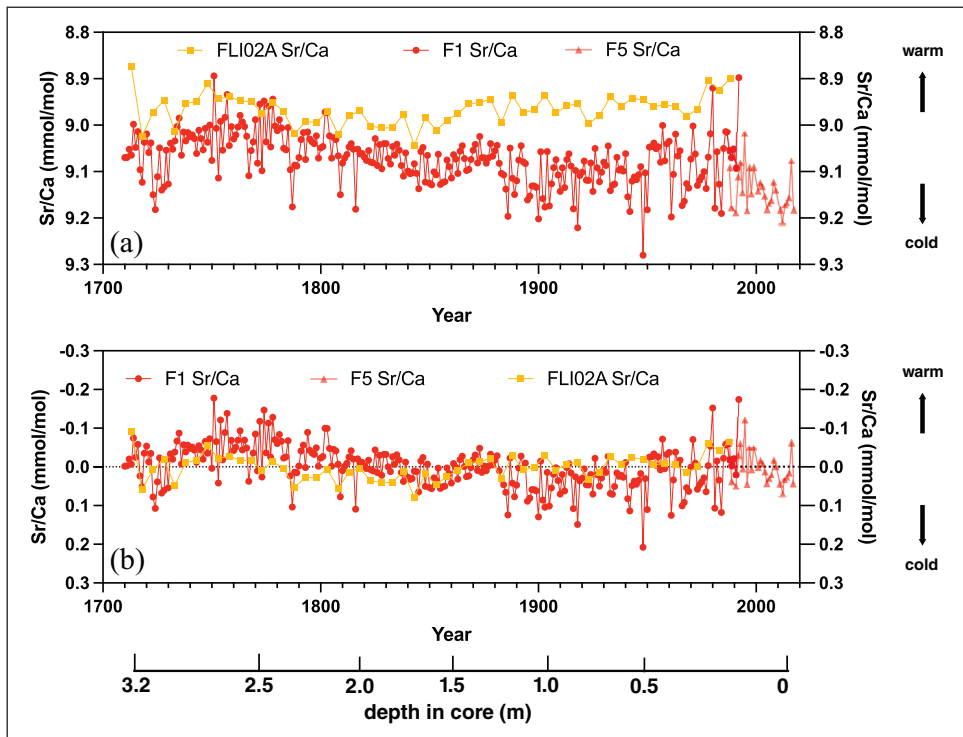 8.8 8.8
FLI02A Sr/Ca F1 Sr/Ca F5 Sr/Ca
warm
8.9 8.9
9.0 9.0
9.1 9.1
9.2 9.2
9.3 9.3
Sr/Ca (mmol/mol)
Sr/Ca (mmol/mol)
(a)
cold
1700 1800 1900 2000
Year
-0.3 -0.3
F1 Sr/Ca F5 Sr/Ca FLI02A Sr/Ca
warm
-0.2 -0.2
-0.1 -0.1
0.0 0.0
0.1 0.1
0.2 0.2
0.3 0.3
Sr/Ca (mmol/mol)
Sr/Ca (mmol/mol)
(b)
cold
1700 1800 1900 2000
Year
3.2 2.5 2.0 1.5 1.0 0.5 0
depth in core (m)